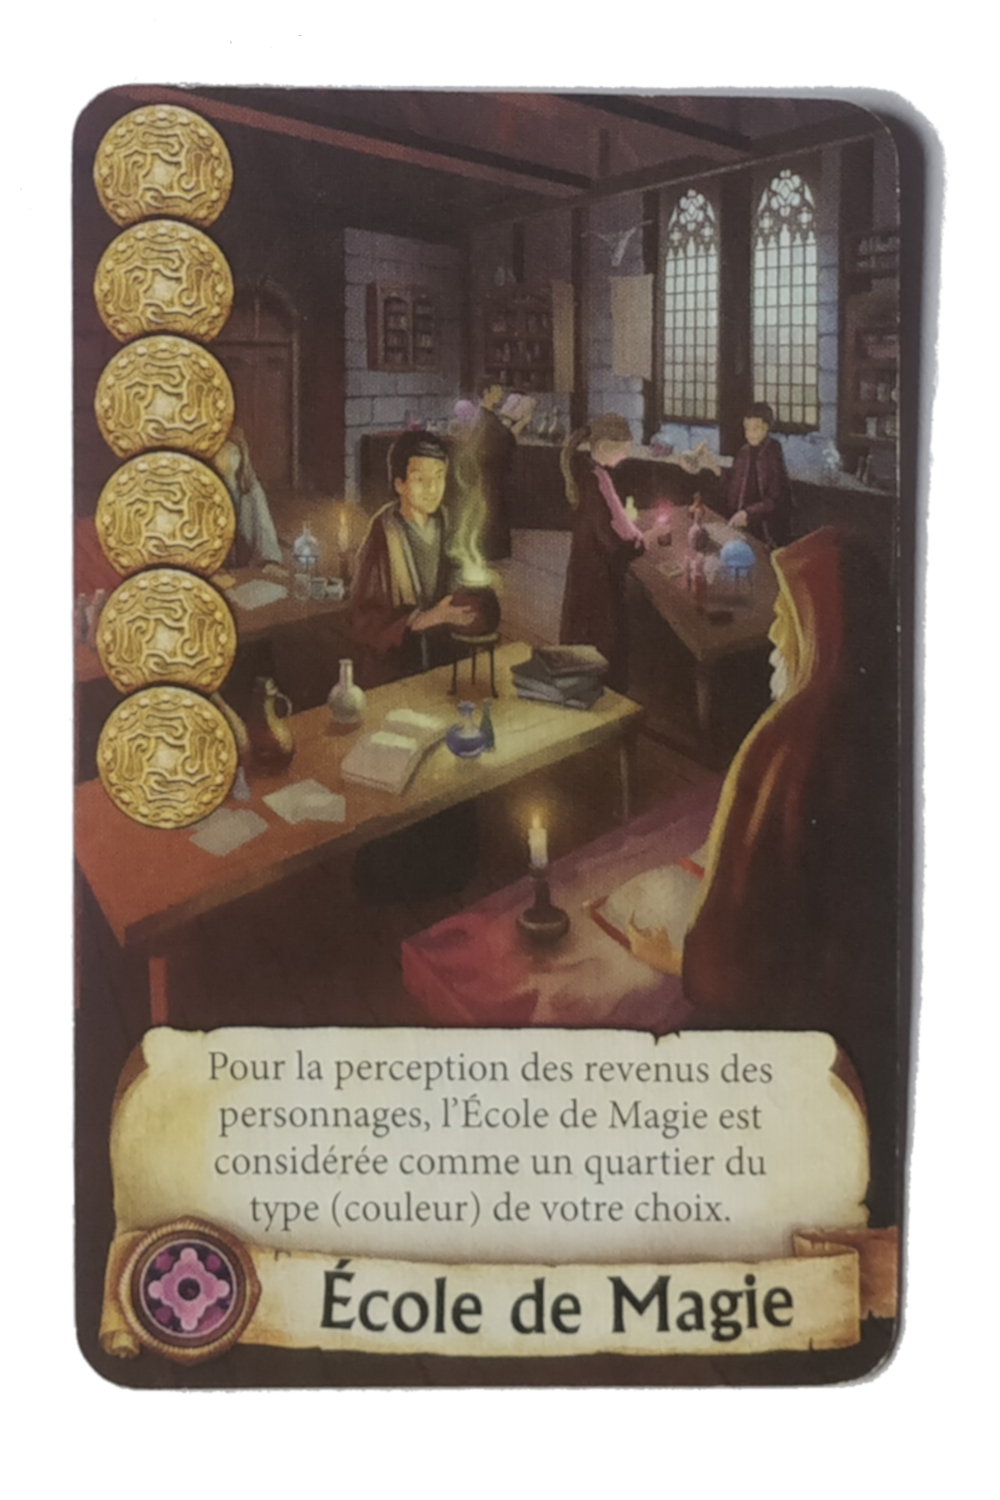 Pour la perception des revenus des
personnages, l'École de Magie est
considérée comme un quartier du
type (couleur) de votre choix.
École de Magie